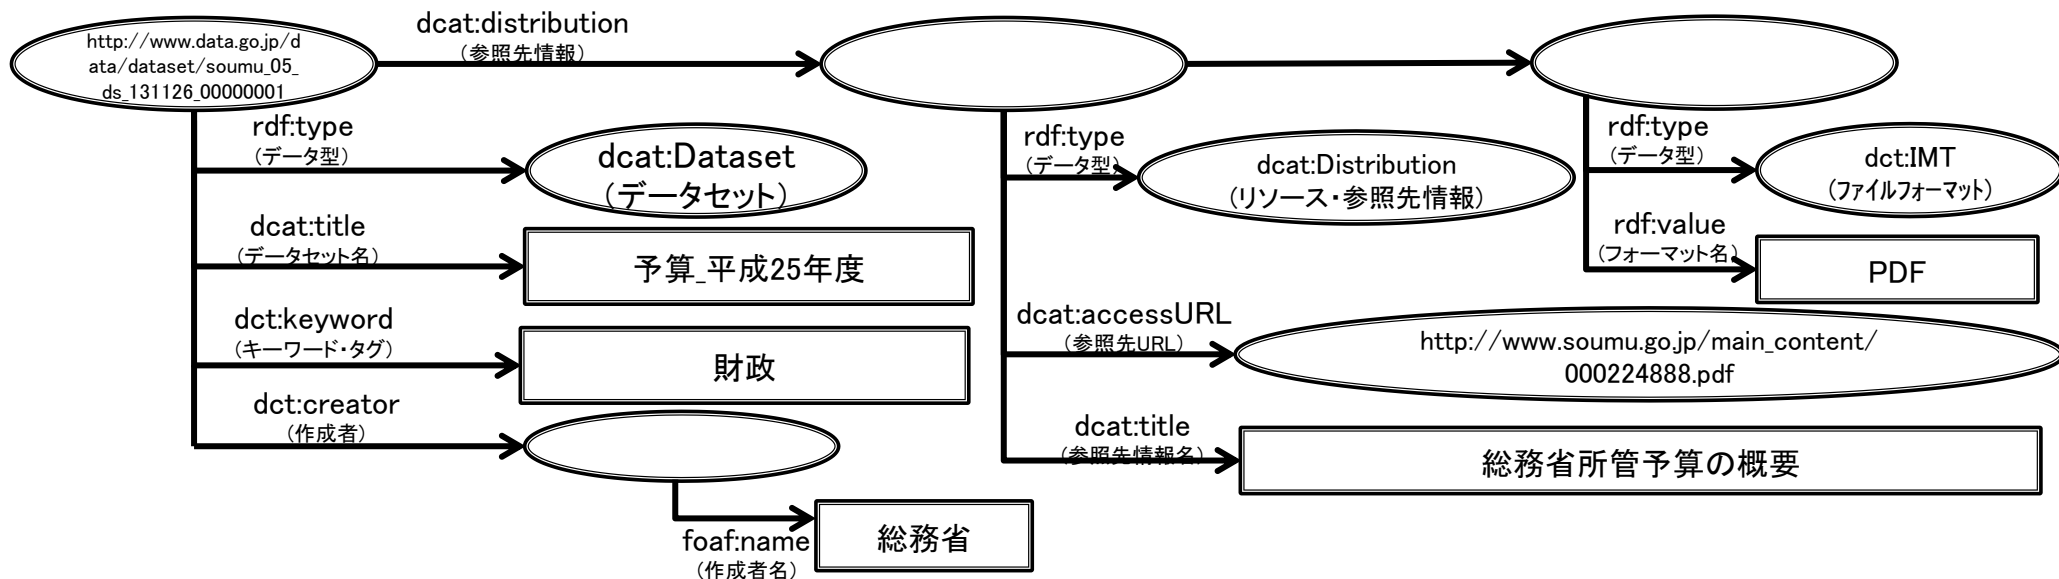 http://www.data.go.jp/d
ata/dataset/soumu_05_
ds_131126_00000001
dcat:distribution
(参照先情報)
rdf:type
(データ型)
dcat:Dataset
(データセット)
dcat:title
(データセット名)
予算_平成25年度
dct:keyword
(キーワード・タグ)
財政
dct:creator
(作成者)
foaf:name
(作成者名)
総務省
rdf:type
(データ型)
dcat:Distribution
(リソース・参照先情報)
dcat:accessURL
(参照先URL)
http://www.soumu.go.jp/main_content/
000224888.pdf
dcat:title
(参照先情報名)
総務省所管予算の概要
rdf:type
(データ型)
dct:IMT
(ファイルフォーマット)
rdf:value
(フォーマット名)
PDF